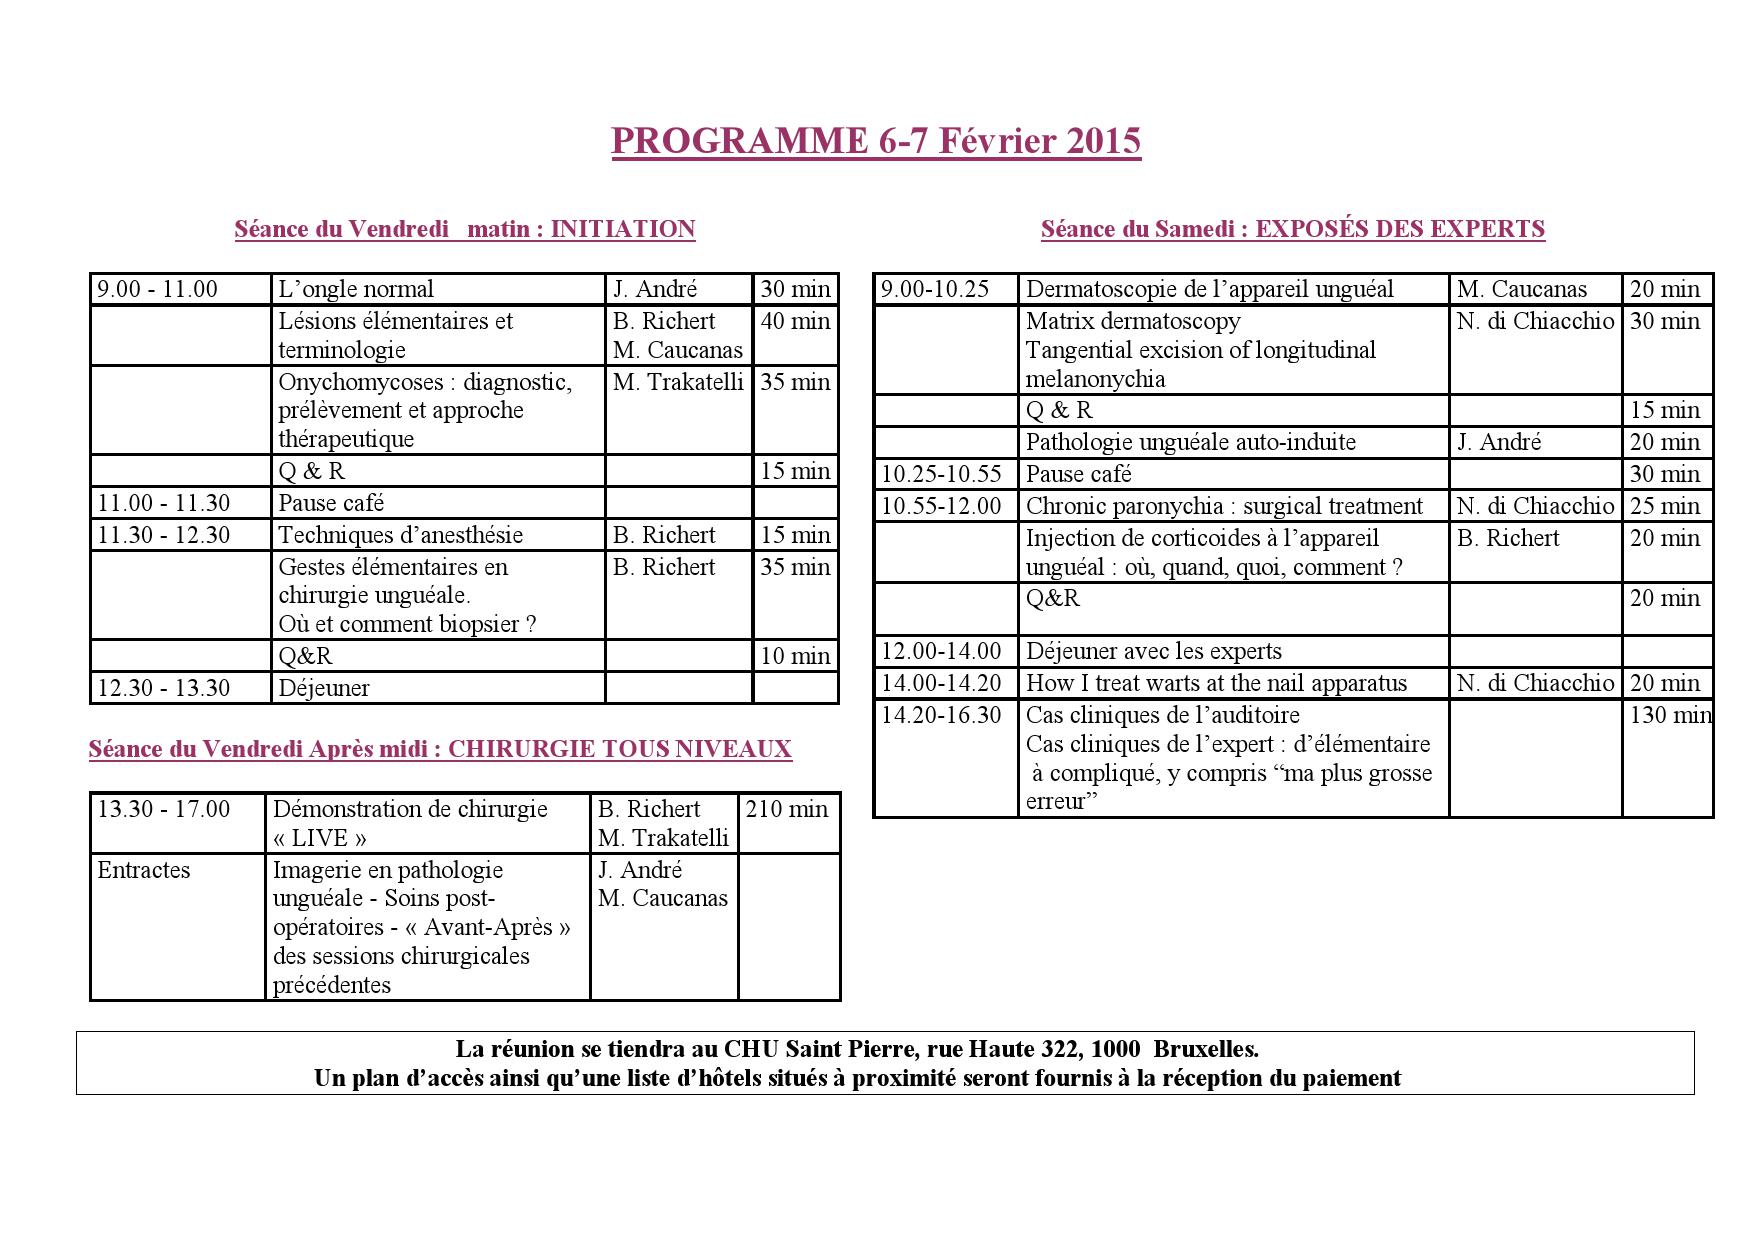 PROGRAMME 6-7 Février 2015
Séance du Vendredi matin : INITIATION
9.00 - 11.00 L’ongle normal J. André 30 min
Lésions élémentaires et B. Richert 40 min
terminologie M. Caucanas
Onychomycoses : diagnostic, M. Trakatelli 35 min
prélèvement et approche
thérapeutique
Q & R 15 min
11.00 - 11.30 Pause café
11.30 - 12.30 Techniques d’anesthésie B. Richert 15 min
Gestes élémentaires en B. Richert 35 min
chirurgie unguéale.
Où et comment biopsier ?
Q&R 10 min
12.30 - 13.30 Déjeuner
Séance du Vendredi Après midi : CHIRURGIE TOUS NIVEAUX
13.30 - 17.00 Démonstration de chirurgie B. Richert 210 min
« LIVE » M. Trakatelli
Entractes Imagerie en pathologie J. André
unguéale - Soins post- M. Caucanas
opératoires - « Avant-Après »
des sessions chirurgicales
précédentes
Séance du Samedi : EXPOSÉS DES EXPERTS
9.00-10.25 Dermatoscopie de l’appareil unguéal M. Caucanas 20 min
Matrix dermatoscopy N. di Chiacchio 30 min
Tangential excision of longitudinal
melanonychia
Q & R 15 min
Pathologie unguéale auto-induite J. André 20 min
10.25-10.55 Pause café 30 min
10.55-12.00 Chronic paronychia : surgical treatment N. di Chiacchio 25 min
Injection de corticoides à l’appareil B. Richert 20 min
unguéal : où, quand, quoi, comment ?
Q&R 20 min
12.00-14.00 Déjeuner avec les experts
14.00-14.20 How I treat warts at the nail apparatus N. di Chiacchio 20 min
14.20-16.30 Cas cliniques de l’auditoire 130 min
Cas cliniques de l’expert : d’élémentaire
à compliqué, y compris “ma plus grosse
erreur”
La réunion se tiendra au CHU Saint Pierre, rue Haute 322, 1000 Bruxelles.
Un plan d’accès ainsi qu’une liste d’hôtels situés à proximité seront fournis à la réception du paiement